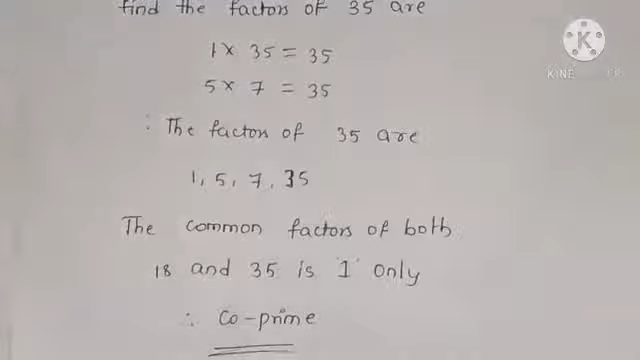 find the factors of 35 are
1 × 35 = 35
5 × 7 = 35
∴ The factors of 35 are
1, 5, 7, 35
The common factors of both
18 and 35 is 1 only
∴ Co-prime
K